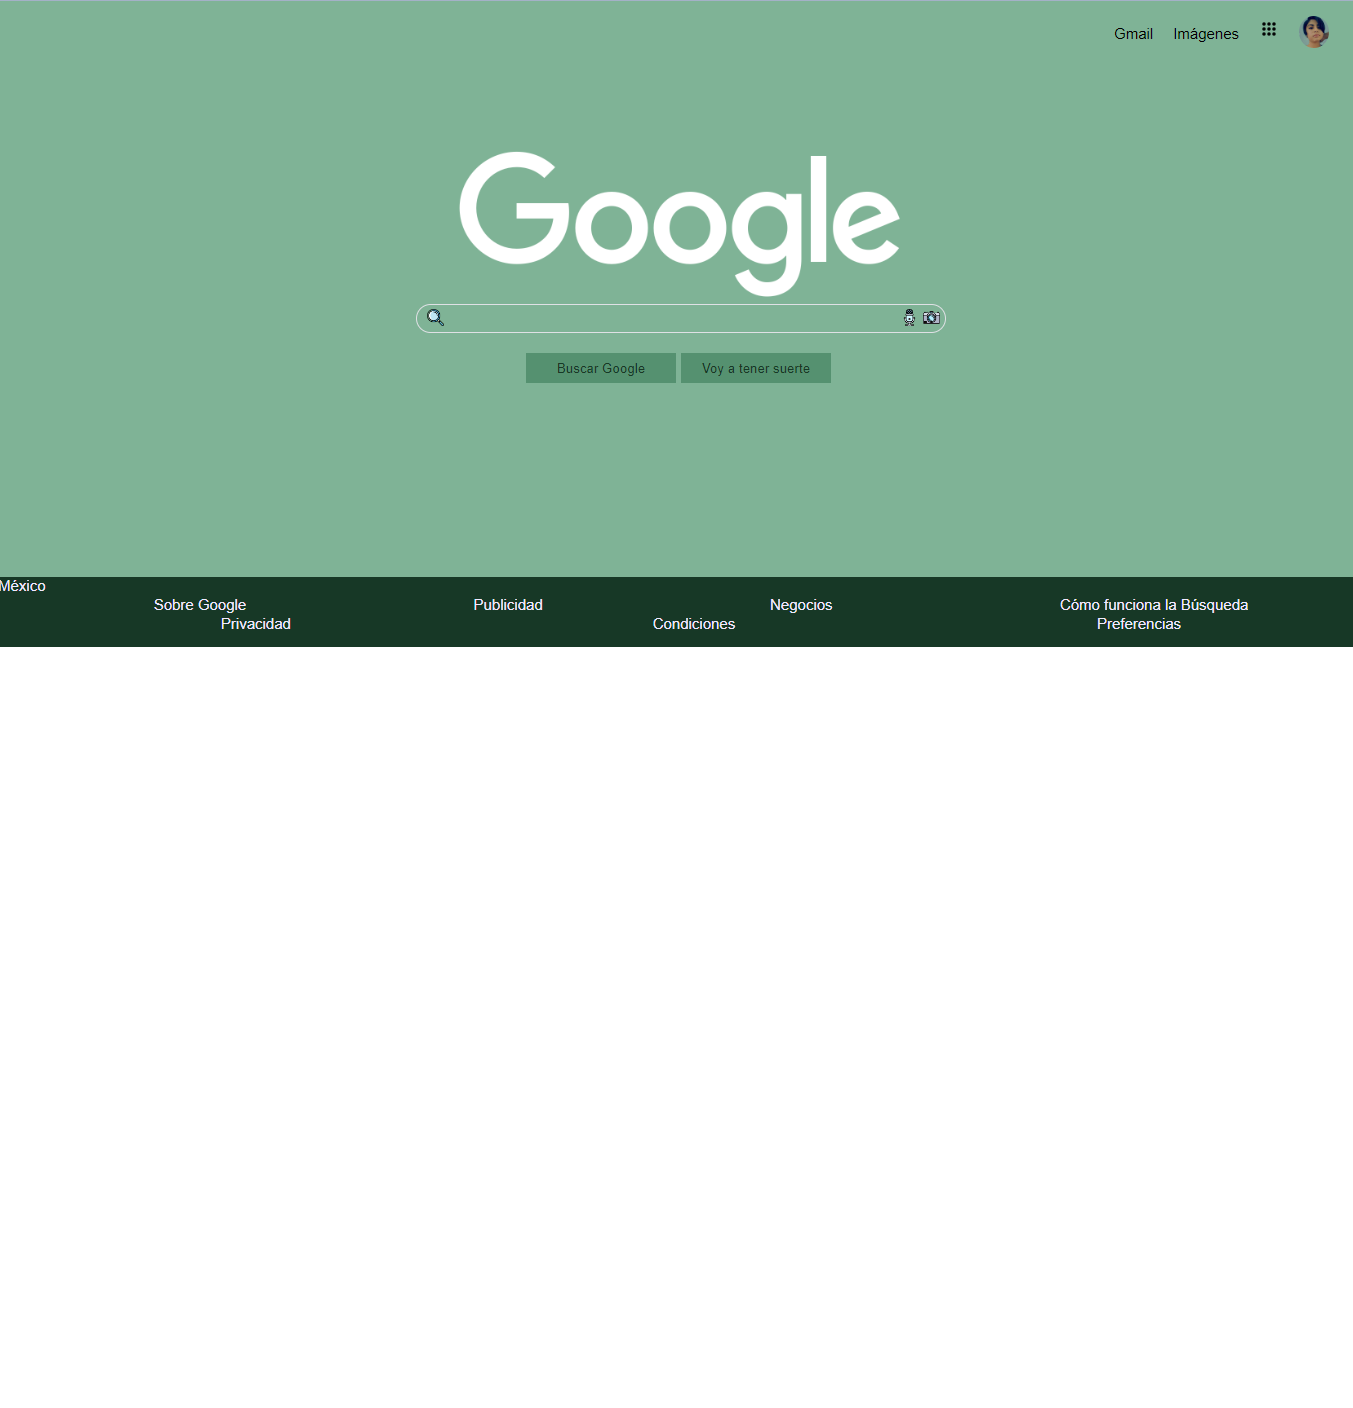 Gmail Imágenes
Google
Buscar Google Voy a tener suerte
México
Sobre Google Publicidad Negocios Cómo funciona la Búsqueda
Privacidad Condiciones Preferencias